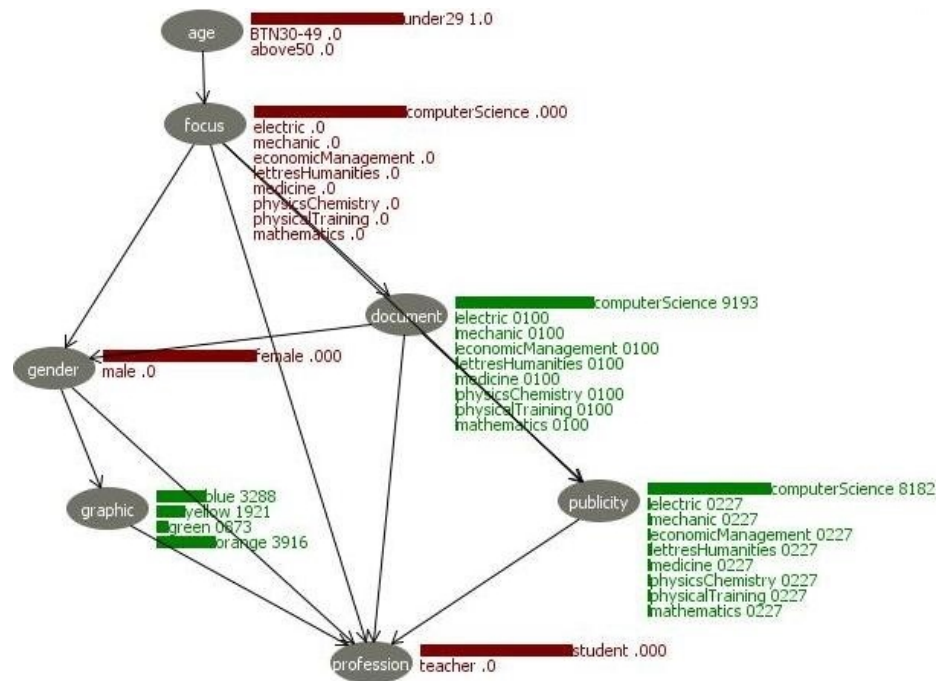 age
under29 1.0
BTN30-49 .0
above50 .0
focus
computerScience .000
electric .0
mechanic .0
economicManagement .0
lettresHumanities .0
medicine .0
physicsChemistry .0
physicalTraining .0
mathematics .0
document
computerScience 9193
electric 0100
mechanic 0100
economicManagement 0100
lettresHumanities 0100
medicine 0100
physicsChemistry 0100
physicalTraining 0100
mathematics 0100
gender
female .000
male .0
graphic
blue 3288
yellow 1921
green 0873
orange 3916
publicity
computerScience 8182
electric 0227
mechanic 0227
economicManagement 0227
lettresHumanities 0227
medicine 0227
physicsChemistry 0227
physicalTraining 0227
mathematics 0227
profession
student .000
teacher .0